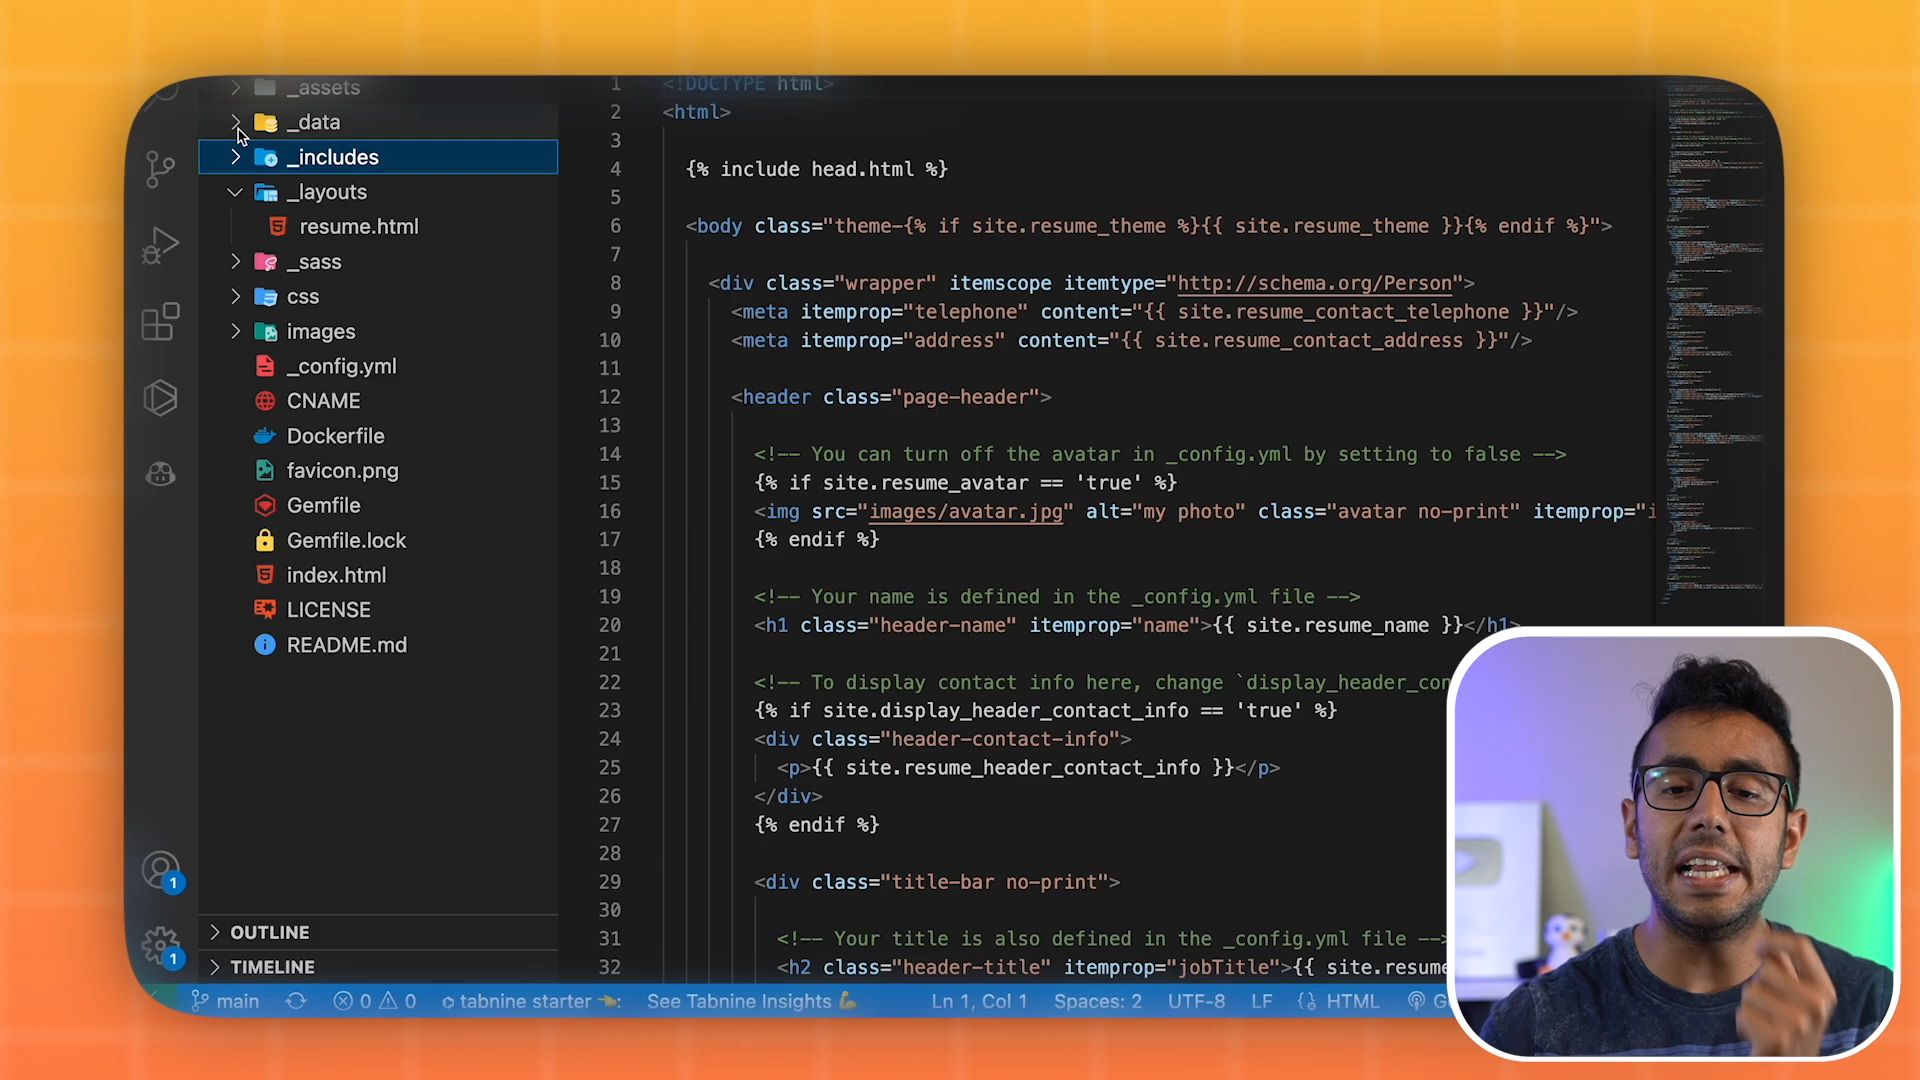 _assets
_data
_includes
_layouts
resume.html
_sass
css
images
_config.yml
CNAME
Dockerfile
favicon.png
Gemfile
Gemfile.lock
index.html
LICENSE
README.md
OUTLINE
TIMELINE
1
1
1 <!DOCTYPE html>
2 <html>
3
4 {% include head.html %}
5
6 <body class="theme-{% if site.resume_theme %}{{ site.resume_theme }}{% endif %}">
7
8 <div class="wrapper" itemscope itemtype="http://schema.org/Person">
9 <meta itemprop="telephone" content="{{ site.resume_contact_telephone }}"/>
10 <meta itemprop="address" content="{{ site.resume_contact_address }}"/>
11
12 <header class="page-header">
13
14 <!-- You can turn off the avatar in _config.yml by setting to false -->
15 {% if site.resume_avatar == 'true' %}
16 <img src="images/avatar.jpg" alt="my photo" class="avatar no-print" itemprop="i
17 {% endif %}
18
19 <!-- Your name is defined in the _config.yml file -->
20 <h1 class="header-name" itemprop="name">{{ site.resume_name }}</h1>
21
22 <!-- To display contact info here, change `display_header_con
23 {% if site.display_header_contact_info == 'true' %}
24 <div class="header-contact-info">
25 <p>{{ site.resume_header_contact_info }}</p>
26 </div>
27 {% endif %}
28
29 <div class="title-bar no-print">
30
31 <!-- Your title is also defined in the _config.yml file --
32 <h2 class="header-title" itemprop="jobTitle">{{ site.resume
main 0 0 tabnine starter : See Tabnine Insights Ln 1, Col 1 Spaces: 2 UTF-8 LF {} HTML G